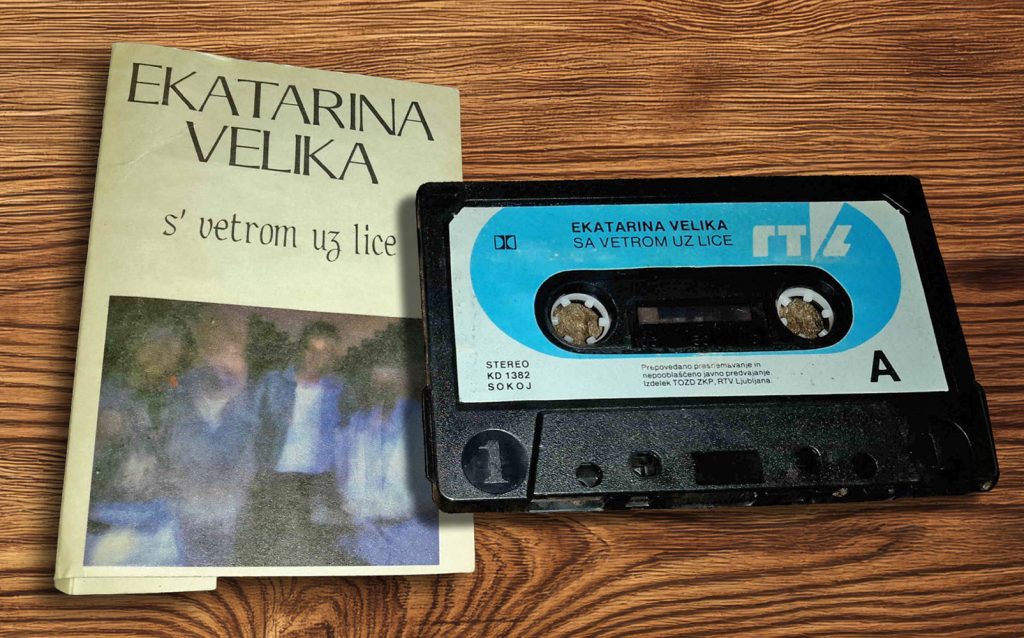 EKATARINA
VELIKA
s' vetrom uz lice
EKATARINA VELIKA
SA VETROM UZ LICE
RTVL
STEREO
KD 1382
SOKOJ
Prepovedano presnemavanje in
nepooblaščeno javno predvajanje.
Izdelek TOZD ZKP, RTV Ljubljana.
A
1